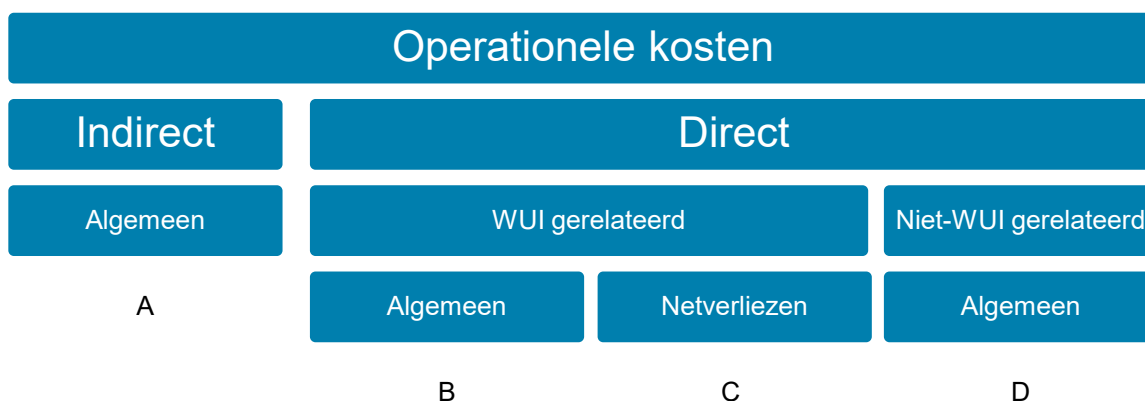 Operationele kosten
Indirect
Direct
Algemeen
WUI gerelateerd
Niet-WUI gerelateerd
A
Algemeen
Netverliezen
Algemeen
B
C
D